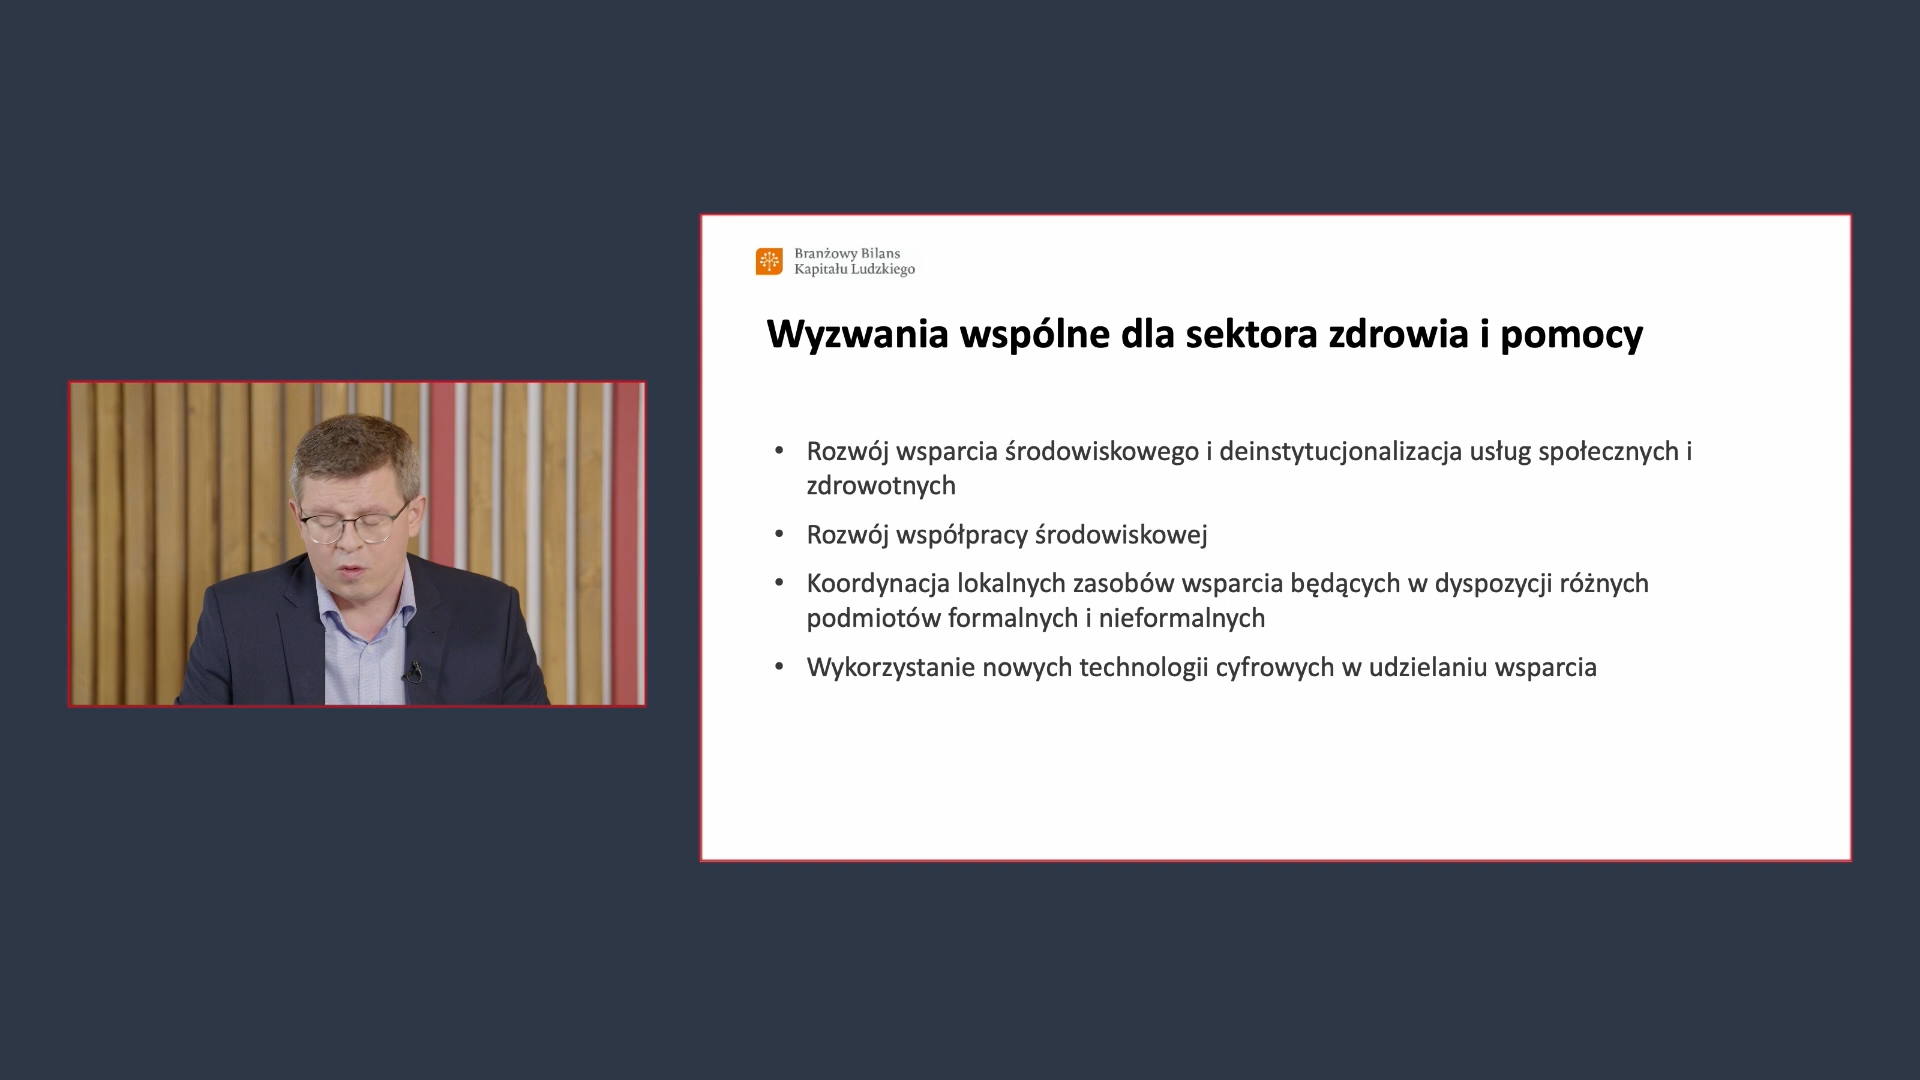 Branżowy Bilans
Kapitału Ludzkiego
Wyzwania wspólne dla sektora zdrowia i pomocy
• Rozwój wsparcia środowiskowego i deinstytucjonalizacja usług społecznych i
zdrowotnych
• Rozwój współpracy środowiskowej
• Koordynacja lokalnych zasobów wsparcia będących w dyspozycji różnych
podmiotów formalnych i nieformalnych
• Wykorzystanie nowych technologii cyfrowych w udzielaniu wsparcia